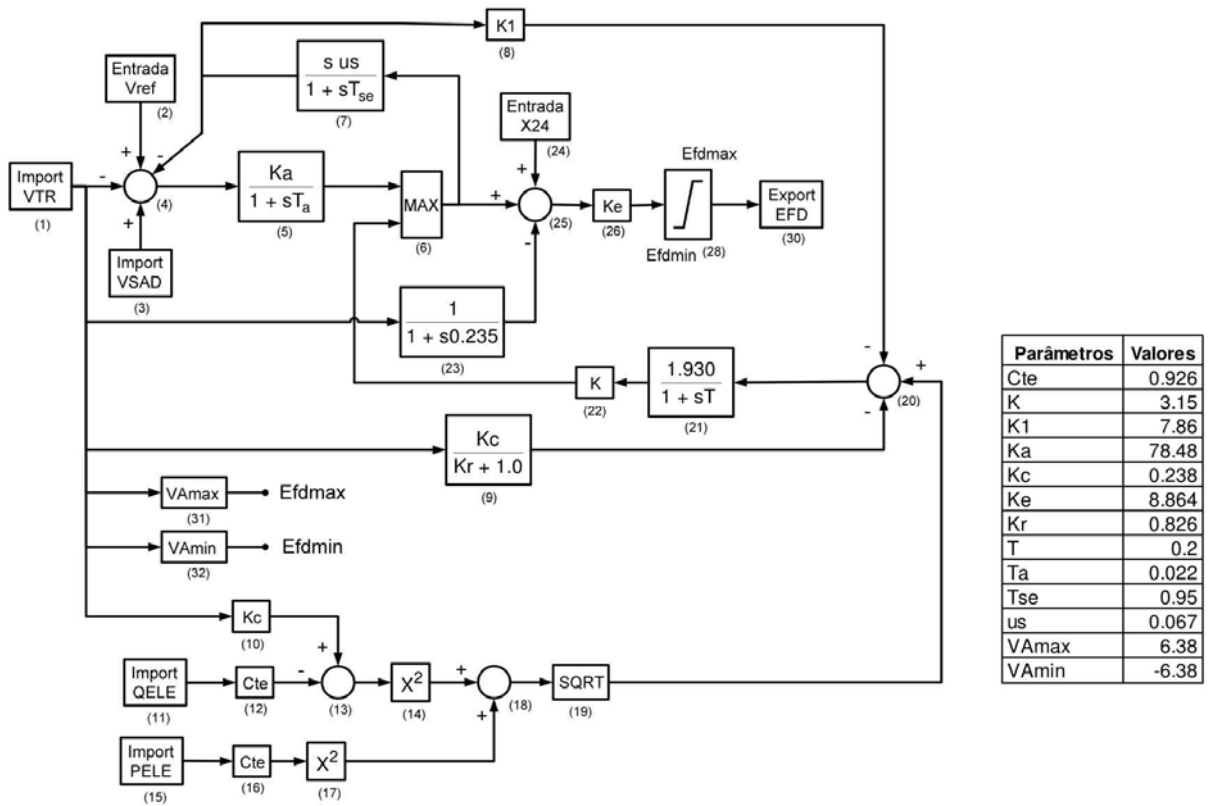 K1
(8)
s us
1 + sTse
(7)
Entrada
Vref
(2)
Entrada
X24
(24)
Import
VTR
(1)
+
-
-
+
(4)
Ka
1 + sTa
(5)
MAX
(6)
+
+
-
(25)
Ke
(26)
Efdmax
Efdmin
(28)
Export
EFD
(30)
Import
VSAD
(3)
1
1 + s0.235
(23)
K
(22)
1.930
1 + sT
(21)
-
+
-
(20)
Kc
Kr + 1.0
(9)
VAmax
Efdmax
(31)
VAmin
Efdmin
(32)
Kc
(10)
Import
QELE
(11)
Cte
(12)
+
-
(13)
X2
(14)
+
+
(18)
SQRT
(19)
Import
PELE
(15)
Cte
(16)
X2
(17)
Parâmetros Valores
Cte 0.926
K 3.15
K1 7.86
Ka 78.48
Kc 0.238
Ke 8.864
Kr 0.826
T 0.2
Ta 0.022
Tse 0.95
us 0.067
VAmax 6.38
VAmin -6.38